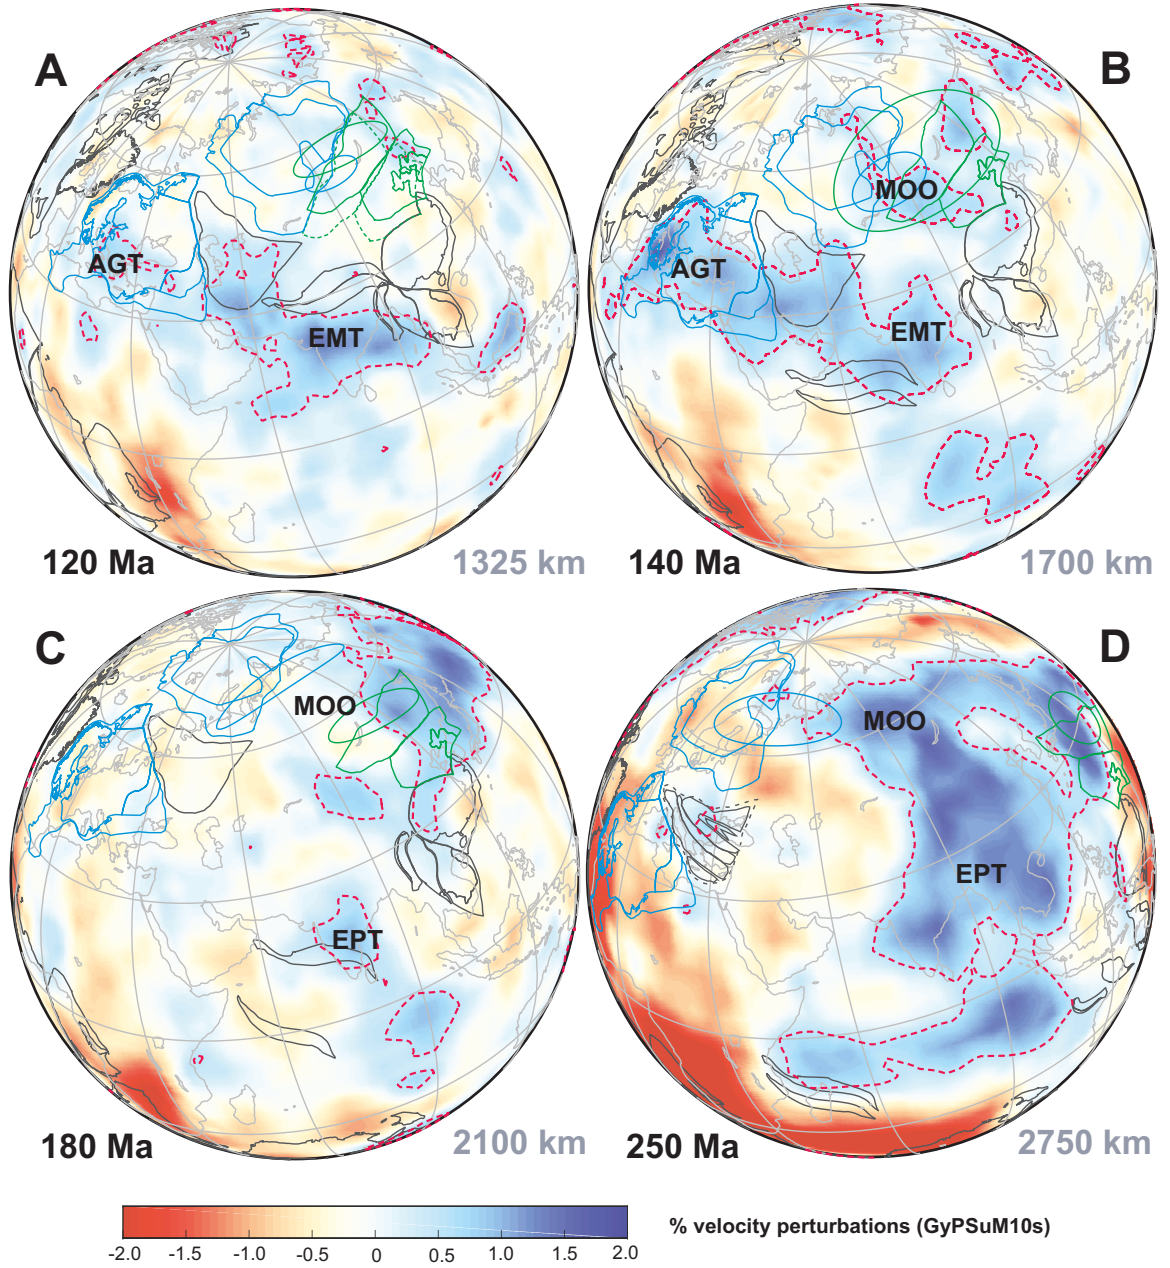 A
B
AGT
EMT
MOO
AGT
EMT
120 Ma
1325 km
140 Ma
1700 km
C
D
MOO
EPT
MOO
EPT
180 Ma
2100 km
250 Ma
2750 km
-2.0
-1.5
-1.0
-0.5
0
0.5
1.0
1.5
2.0
% velocity perturbations (GyPSuM10s)